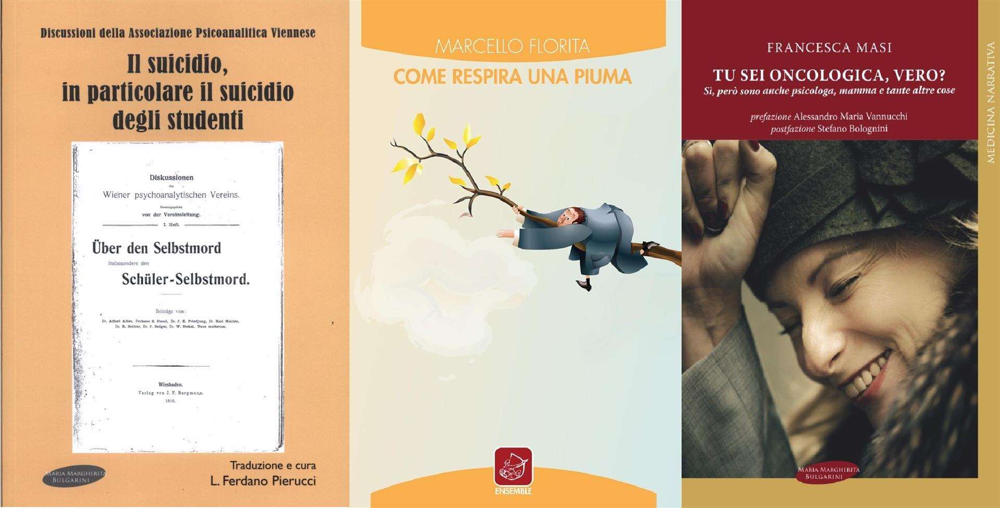 Discussioni della Associazione Psicoanalitica Viennese
Il suicidio,
in particolare il suicidio
degli studenti
Diskussionen
des
Wiener psychoanalytischen Vereins.
Herausgegeben
von der Vereinsleitung.
I. Heft.
Über den Selbstmord
insbesondere den
Schüler-Selbstmord.
Beiträge von:
Dr. Alfred Adler, Professor S. Freud, Dr. J. K. Friedjung, Dr. Karl Molitor,
Dr. R. Reitler, Dr. J. Sadger, Dr. W. Stekel, Unus multorum.
Wiesbaden.
Verlag von J. F. Bergmann.
1910.
MARIA MARGHERITA
BULGARINI
Traduzione e cura
L. Ferdano Pierucci
MARCELLO FLORITA
COME RESPIRA UNA PIUMA
ENSEMBLE
FRANCESCA MASI
TU SEI ONCOLOGICA, VERO?
Sì, però sono anche psicologa, mamma e tante altre cose
prefazione Alessandro Maria Vannucchi
postfazione Stefano Bolognini
MARIA MARGHERITA
BULGARINI
MEDICINA NARRATIVA